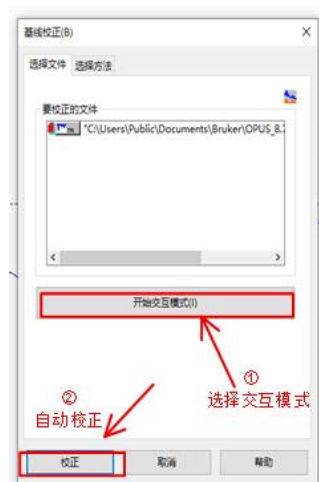 基线校正(B)
选择文件 选择方法
要校正的文件
"C:\Users\Public\Documents\Bruker\OPUS_8.
开始交互模式(I)
①
选择交互模式
②
自动校正
校正 取消 帮助